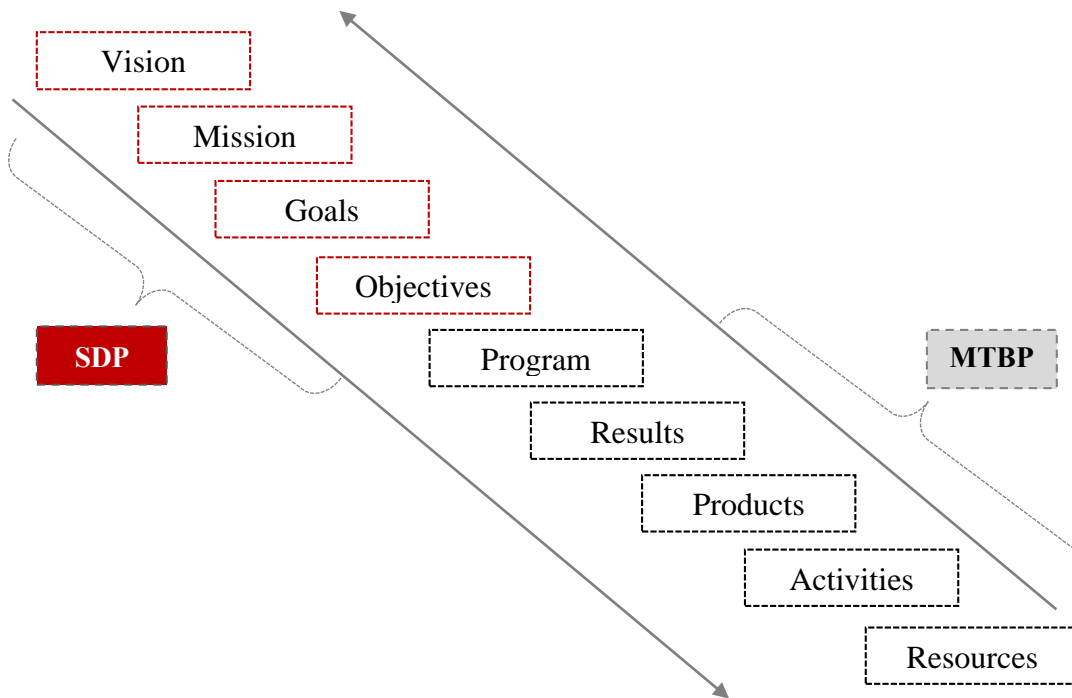 Vision
Mission
Goals
Objectives
SDP
Program
MTBP
Results
Products
Activities
Resources